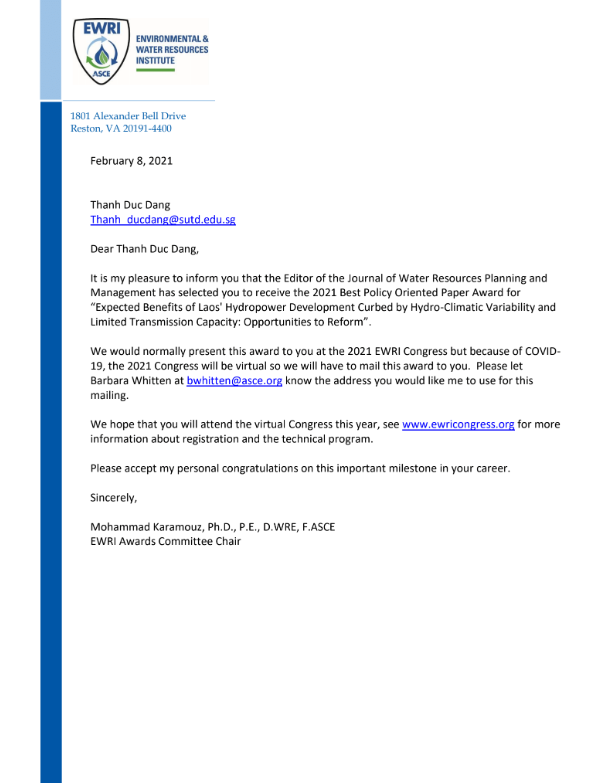 EWRI
ASCE
ENVIRONMENTAL &
WATER RESOURCES
INSTITUTE
1801 Alexander Bell Drive
Reston, VA 20191-4400
February 8, 2021
Thanh Duc Dang
Thanh_ducdang@sutd.edu.sg
Dear Thanh Duc Dang,
It is my pleasure to inform you that the Editor of the Journal of Water Resources Planning and
Management has selected you to receive the 2021 Best Policy Oriented Paper Award for
“Expected Benefits of Laos' Hydropower Development Curbed by Hydro-Climatic Variability and
Limited Transmission Capacity: Opportunities to Reform”.
We would normally present this award to you at the 2021 EWRI Congress but because of COVID-
19, the 2021 Congress will be virtual so we will have to mail this award to you.  Please let
Barbara Whitten at bwhitten@asce.org know the address you would like me to use for this
mailing.
We hope that you will attend the virtual Congress this year, see www.ewricongress.org for more
information about registration and the technical program.
Please accept my personal congratulations on this important milestone in your career.
Sincerely,
Mohammad Karamouz, Ph.D., P.E., D.WRE, F.ASCE
EWRI Awards Committee Chair